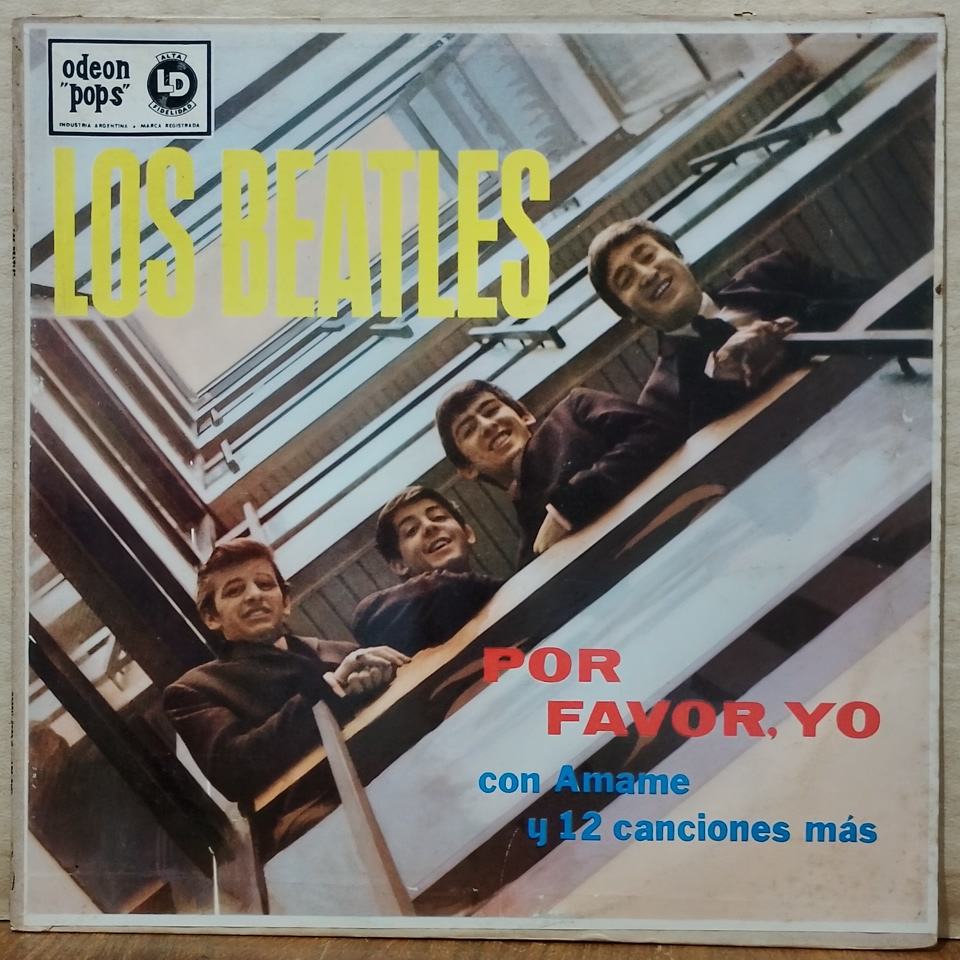 odeon
"pops"
ALTA
LD
FIDELIDAD
INDUSTRIA ARGENTINA • MARCA REGISTRADA
LOS BEATLES
POR
FAVOR, YO
con Amame
y 12 canciones más